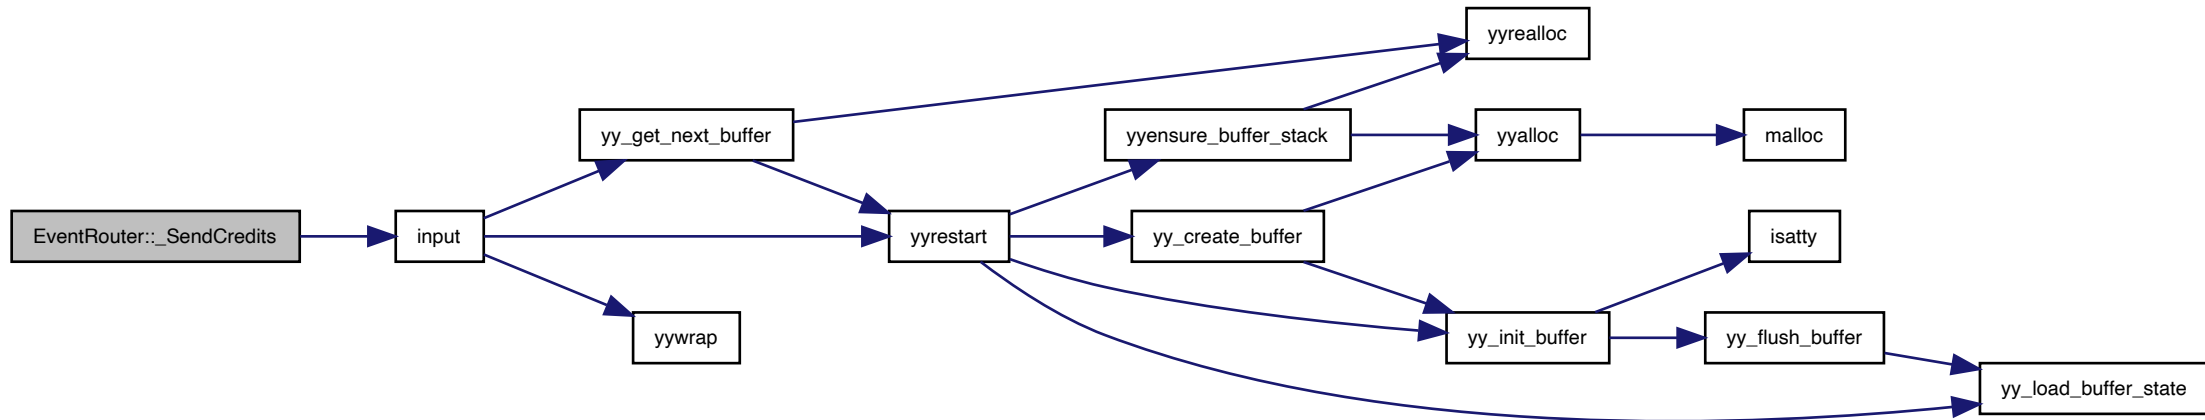 yyrealloc
yy_get_next_buffer
yyensure_buffer_stack
yyalloc
malloc
EventRouter::_SendCredits
input
yyrestart
yy_create_buffer
isatty
yywrap
yy_init_buffer
yy_flush_buffer
yy_load_buffer_state